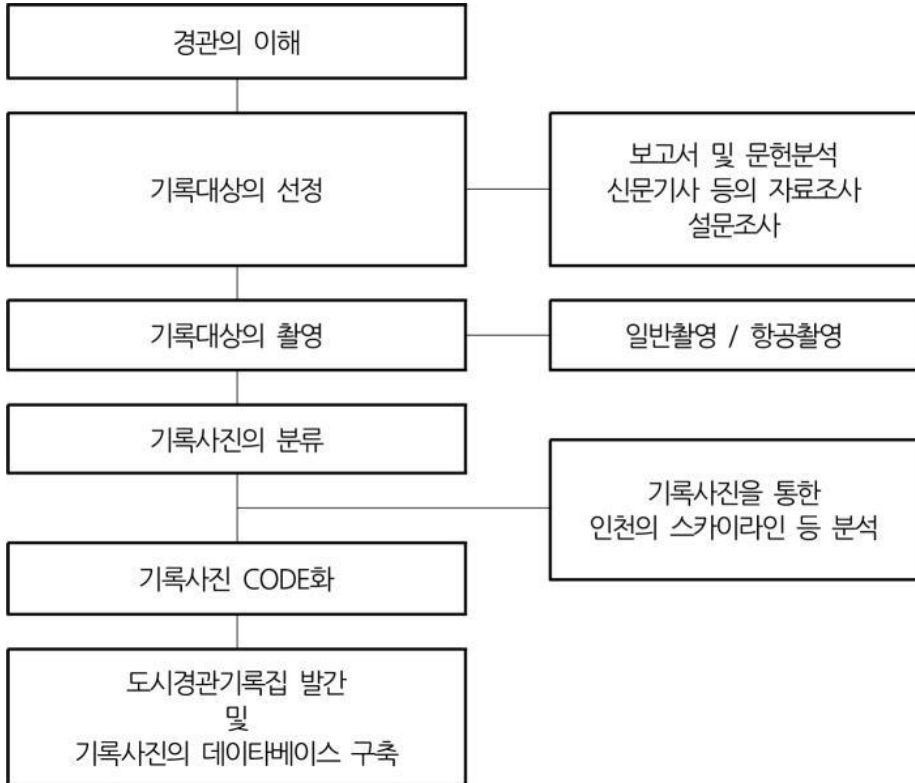 경관의 이해
기록대상의 선정
보고서 및 문헌분석
신문기사 등의 자료조사
설문조사
기록대상의 촬영
일반촬영 / 항공촬영
기록사진의 분류
기록사진을 통한
인천의 스카이라인 등 분석
기록사진 CODE화
도시경관기록집 발간
및
기록사진의 데이타베이스 구축